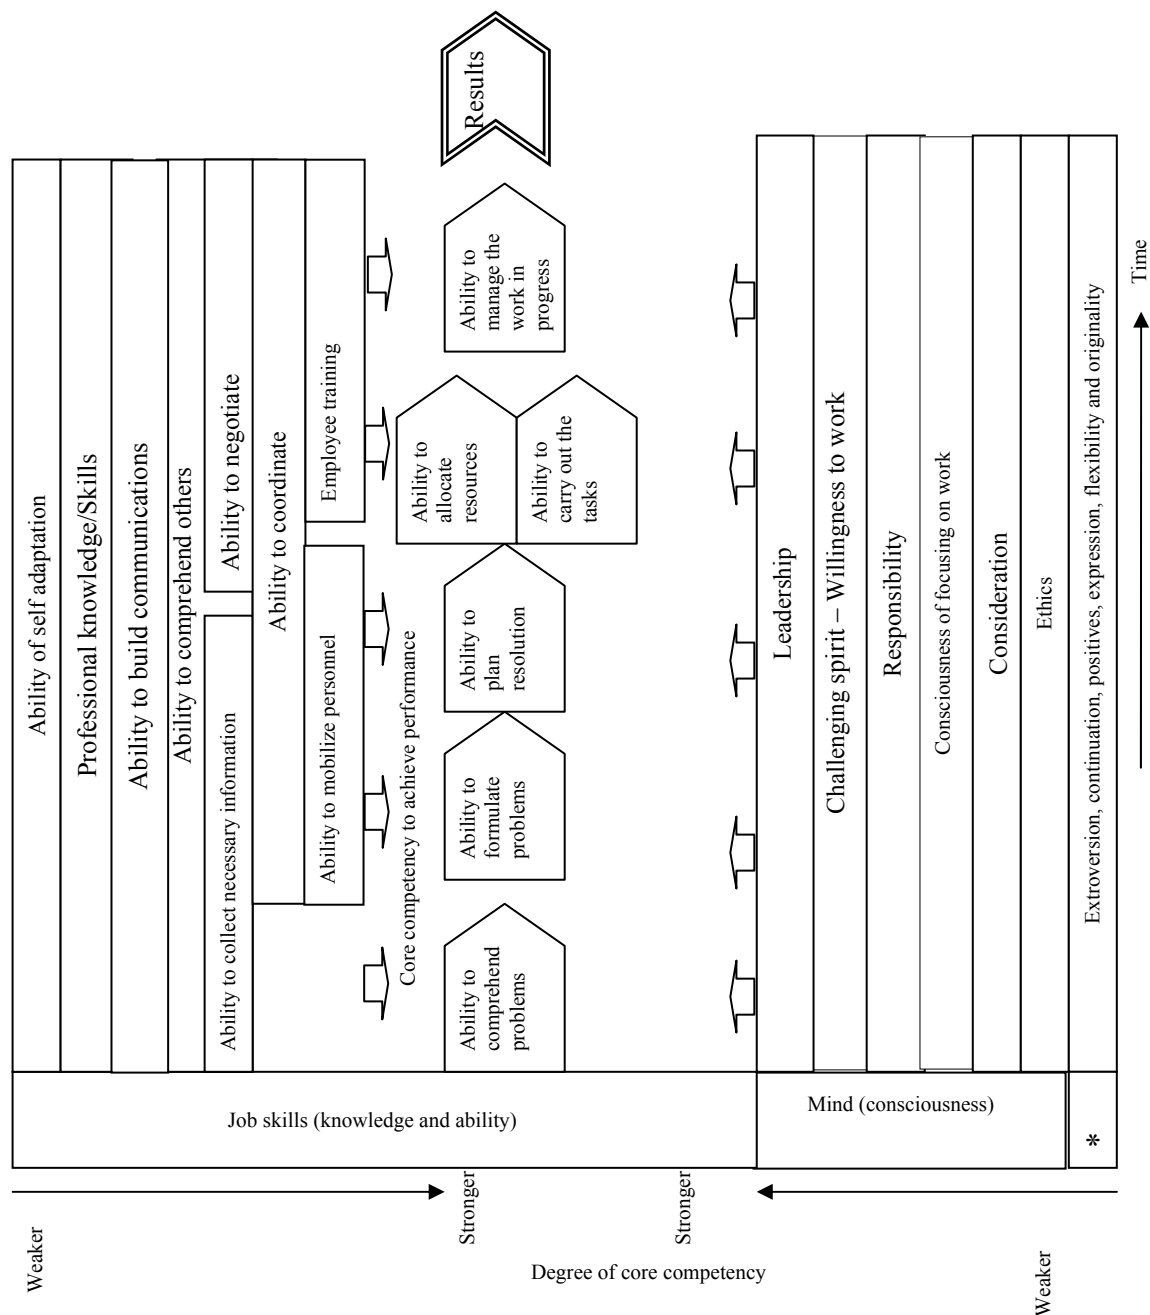 Ability of self adaptation
Professional knowledge/Skills
Ability to build communications
Ability to comprehend others
Ability to collect necessary information
Ability to negotiate
Ability to coordinate
Ability to mobilize personnel
Employee training
Core competency to achieve performance
Ability to
comprehend
problems
Ability to
formulate
problems
Ability to
plan
resolution
Ability to
allocate
resources
Ability to
carry out the
tasks
Ability to
manage the
work in
progress
Results
Leadership
Challenging spirit – Willingness to work
Responsibility
Consciousness of focusing on work
Consideration
Ethics
Extroversion, continuation, positives, expression, flexibility and originality
Job skills (knowledge and ability)
Mind (consciousness)
*
Weaker
Stronger
Stronger
Weaker
Degree of core competency
Time